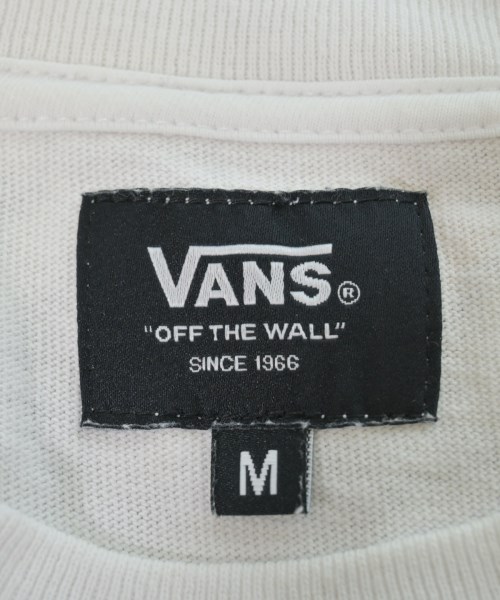 VANS®
"OFF THE WALL"
SINCE 1966
M